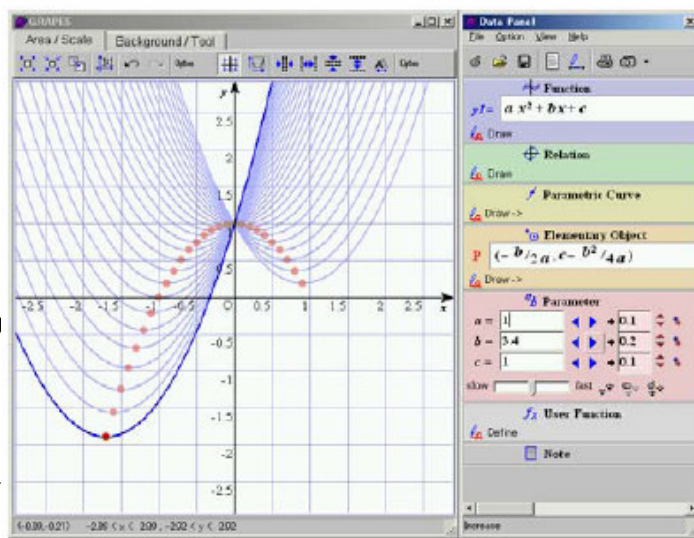 GRAPES
Area / Scale
Background / Tool
Option
Option
y
2.5
2
1.5
1
0.5
-2.5
-2
-1.5
-1
-0.5
0
0.5
1
1.5
2
2.5
x
-0.5
-1
-1.5
-2
-2.5
Data Panel
File Option View Help
Function
y1= a x² + bx + c
Draw
Relation
Draw
Parametric Curve
Draw ->
Elementary Object
P (- b/2a , c- b²/4a)
Draw->
Parameter
a = 1 0.1
b = 3.4 0.2
c = 1 0.1
slow fast
User Function
Define
Note
Increase